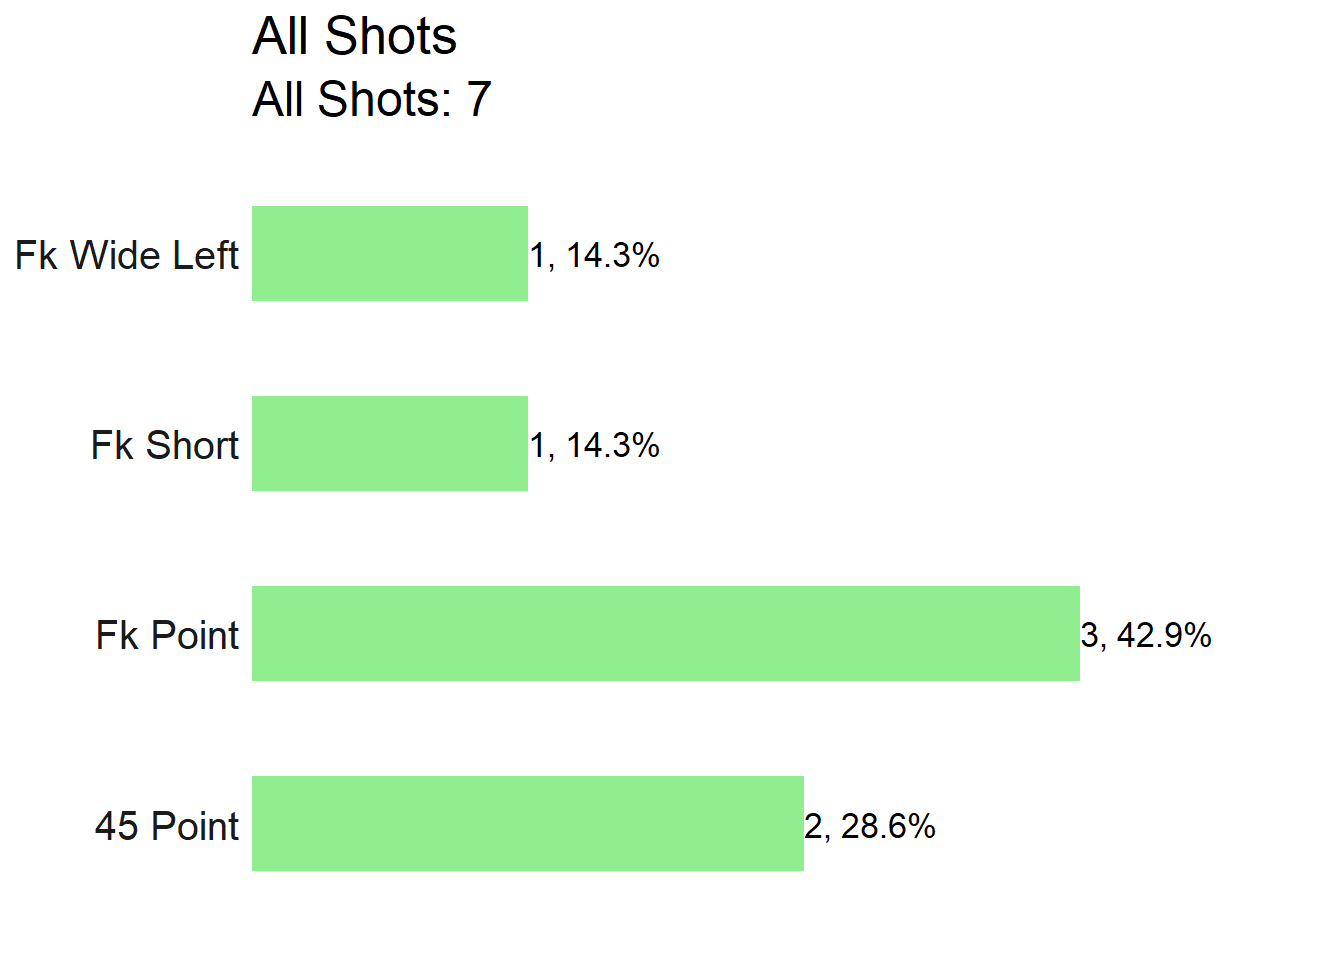 All Shots
All Shots: 7
Fk Wide Left 1, 14.3%
Fk Short 1, 14.3%
Fk Point 3, 42.9%
45 Point 2, 28.6%